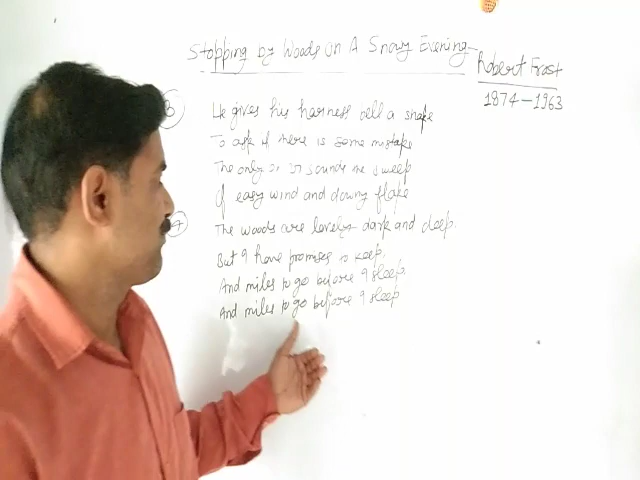 Stopping by Woods on A Snowy Evening
Robert Frost
1874-1963
3
He gives his harness bell a shake
To ask if there is some mistake
The only sounds the sweep
Of easy wind and downy flake
4
The woods are lovely dark and deep.
But I have promises to keep,
And miles to go before I sleep,
And miles to go before I sleep